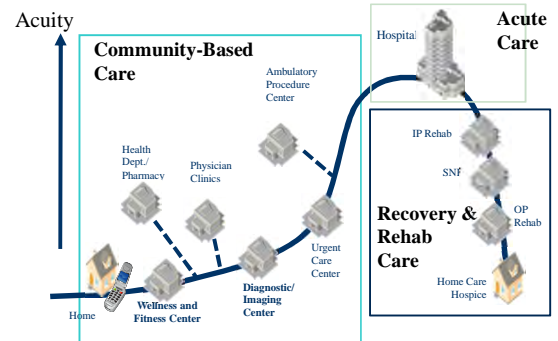 Acuity
Community-Based
Care
Acute
Care
Hospital
Ambulatory
Procedure
Center
Health
Dept./
Pharmacy
Physician
Clinics
IP Rehab
SNF
OP
Rehab
Recovery &
Rehab
Care
Urgent
Care Center
Home Care
Hospice
Diagnostic/
Imaging
Center
Home
Wellness and
Fitness Center